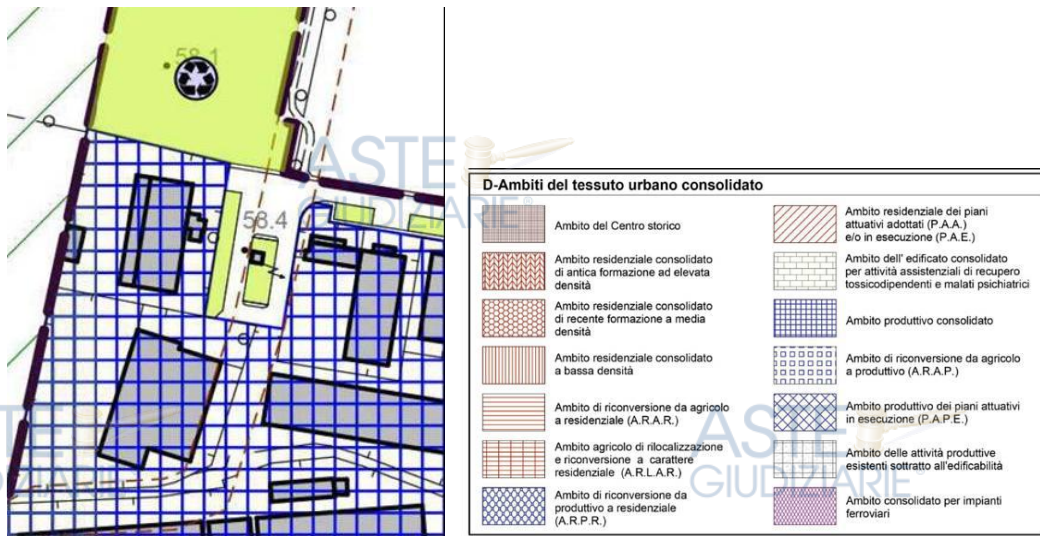 58.1
58.4
ASTE
GIUDIZIARIE®
D-Ambiti del tessuto urbano consolidato
Ambito del Centro storico
Ambito residenziale consolidato
di antica formazione ad elevata
densità
Ambito residenziale consolidato
di recente formazione a media
densità
Ambito residenziale consolidato
a bassa densità
Ambito di riconversione da agricolo
a residenziale (A.R.A.R.)
Ambito agricolo di rilocalizzazione
e riconversione a carattere
residenziale (A.R.L.A.R.)
Ambito di riconversione da
produttivo a residenziale
(A.R.P.R.)
Ambito residenziale dei piani
attuativi adottati (P.A.A.)
e/o in esecuzione (P.A.E.)
Ambito dell' edificato consolidato
per attività assistenziali di recupero
tossicodipendenti e malati psichiatrici
Ambito produttivo consolidato
Ambito di riconversione da agricolo
a produttivo (A.R.A.P.)
Ambito produttivo dei piani attuativi
in esecuzione (P.A.P.E.)
Ambito delle attività produttive
esistenti sottratto all'edificabilità
Ambito consolidato per impianti
ferroviari
ASTE
GIUDIZIARIE